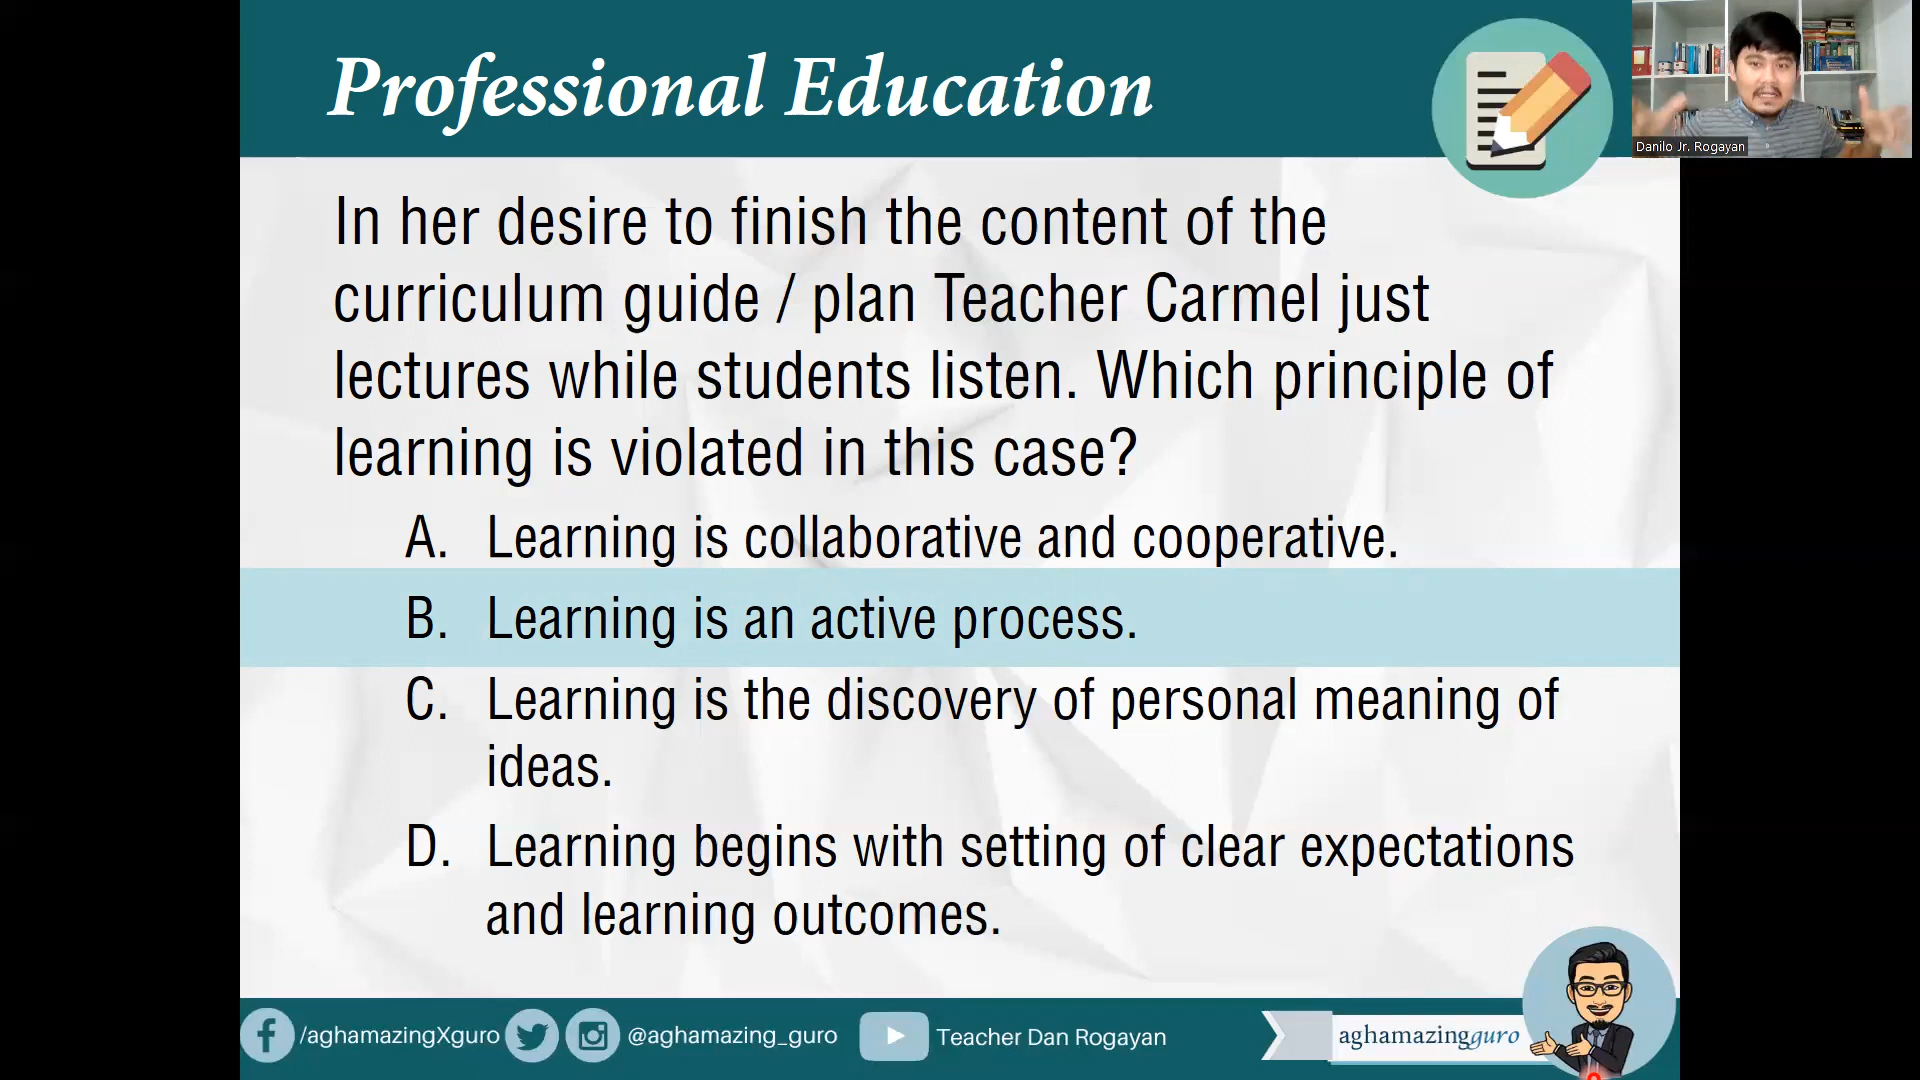 Professional Education
Danilo Jr. Rogayan
In her desire to finish the content of the
curriculum guide / plan Teacher Carmel just
lectures while students listen. Which principle of
learning is violated in this case?
A. Learning is collaborative and cooperative.
B. Learning is an active process.
C. Learning is the discovery of personal meaning of
ideas.
D. Learning begins with setting of clear expectations
and learning outcomes.
/aghamazingXguro @aghamazing_guro Teacher Dan Rogayan aghamazingguro